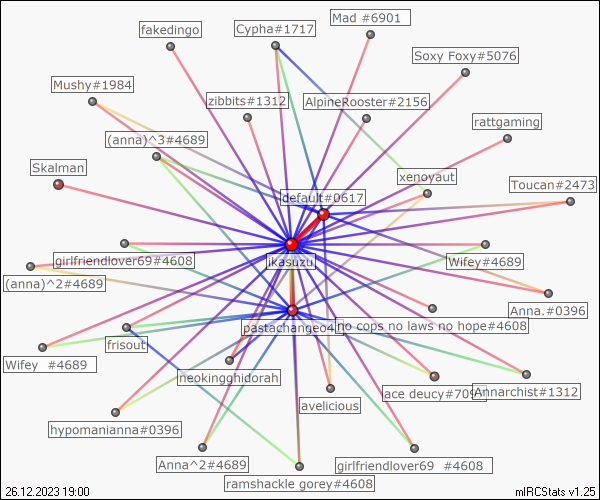 Mad #6901
fakedingo
Cypha#1717
Soxy Foxy#5076
Mushy#1984
zibbits#1312
AlpineRooster#2156
rattgaming
(anna)^3#4689
Skalman
xenoyaut
default#0617
Toucan#2473
jikasuzu
girlfriendlover69#4608
Wifey#4689
(anna)^2#4689
Anna.#0396
pastachange04
no cops no laws no hope#4608
frisout
Wifey #4689
neokingghidorah
avelicious
ace deucy#709
Annarchist#1312
hypomanianna#0396
Anna^2#4689
girlfriendlover69 #4608
ramshackle gorey#4608
26.12.2023 19:00
mIRCStats v1.25